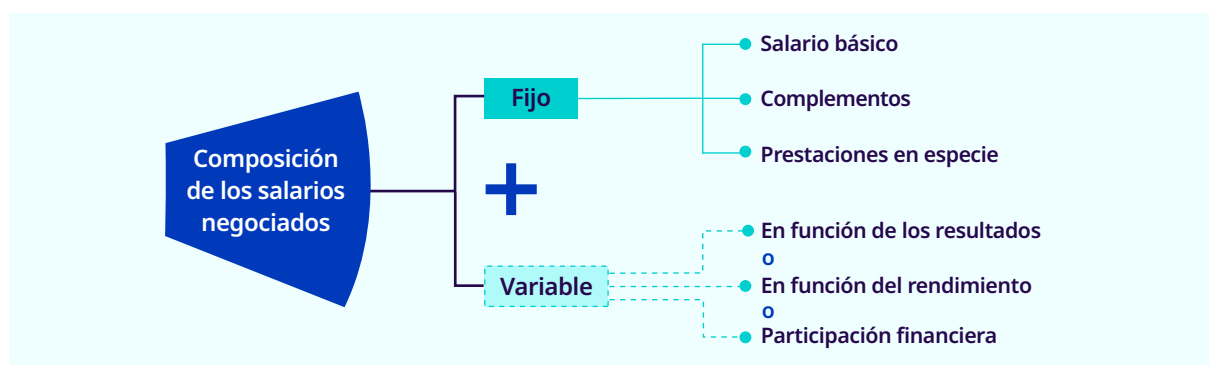 Composición
de los salarios
negociados
Fijo
Salario básico
Complementos
Prestaciones en especie
+
Variable
En función de los resultados
o
En función del rendimiento
o
Participación financiera